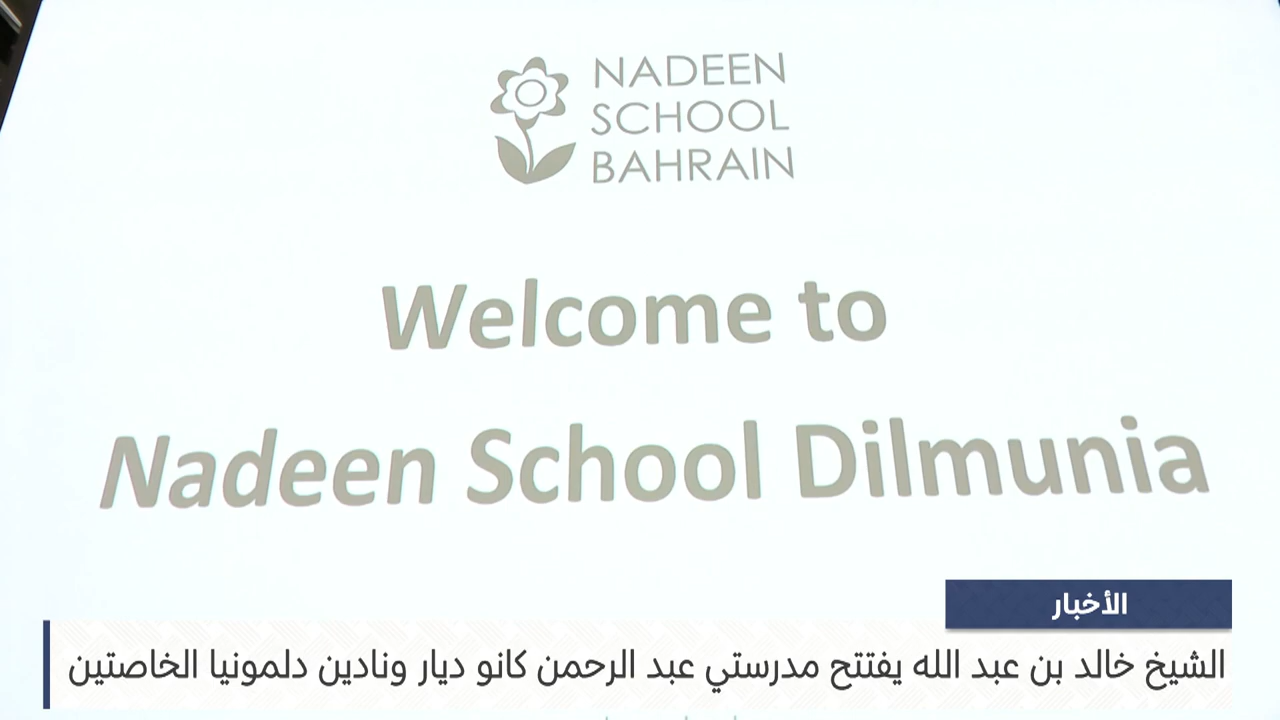 NADEEN
SCHOOL
BAHRAIN
Welcome to
Nadeen School Dilmunia
الأخبار
الشيخ خالد بن عبد الله يفتتح مدرستي عبد الرحمن كانو ديار ونادين دلمونيا الخاصتين